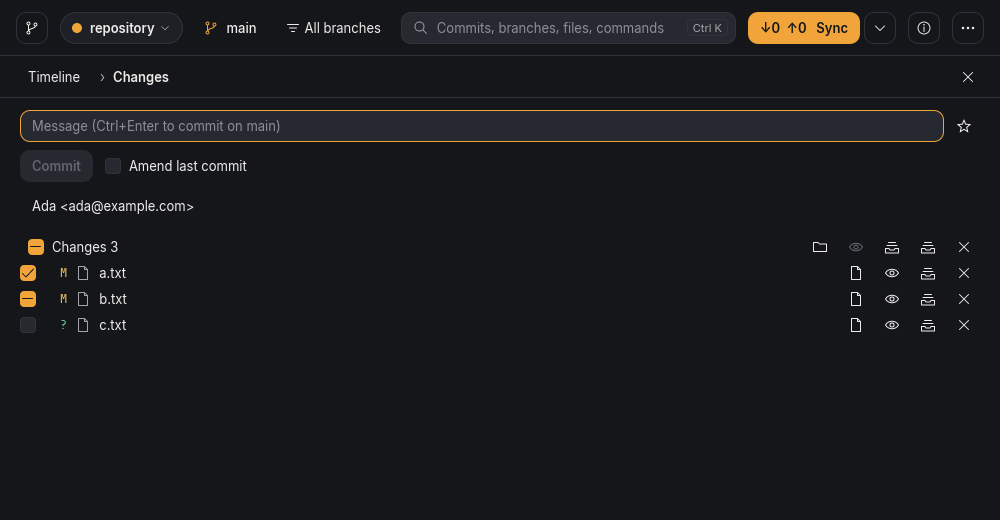 repository main All branches Commits, branches, files, commands Ctrl K ↓0 ↑0 Sync
Timeline › Changes
Message (Ctrl+Enter to commit on main)
Commit Amend last commit
Ada <ada@example.com>
Changes 3
M a.txt
M b.txt
? c.txt